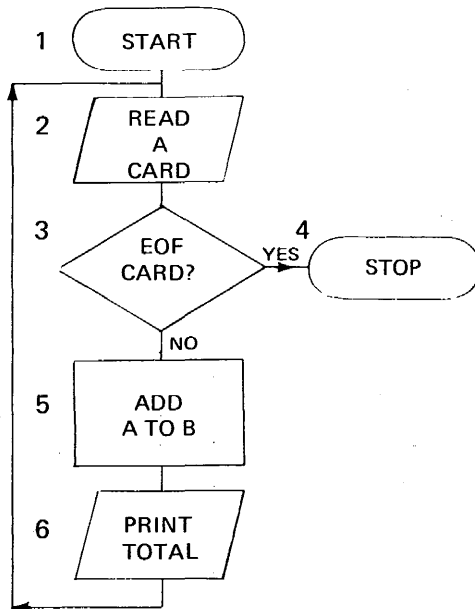 1
START
2
READ
A
CARD
3
4
EOF
CARD?
YES
STOP
NO
5
ADD
A TO B
6
PRINT
TOTAL